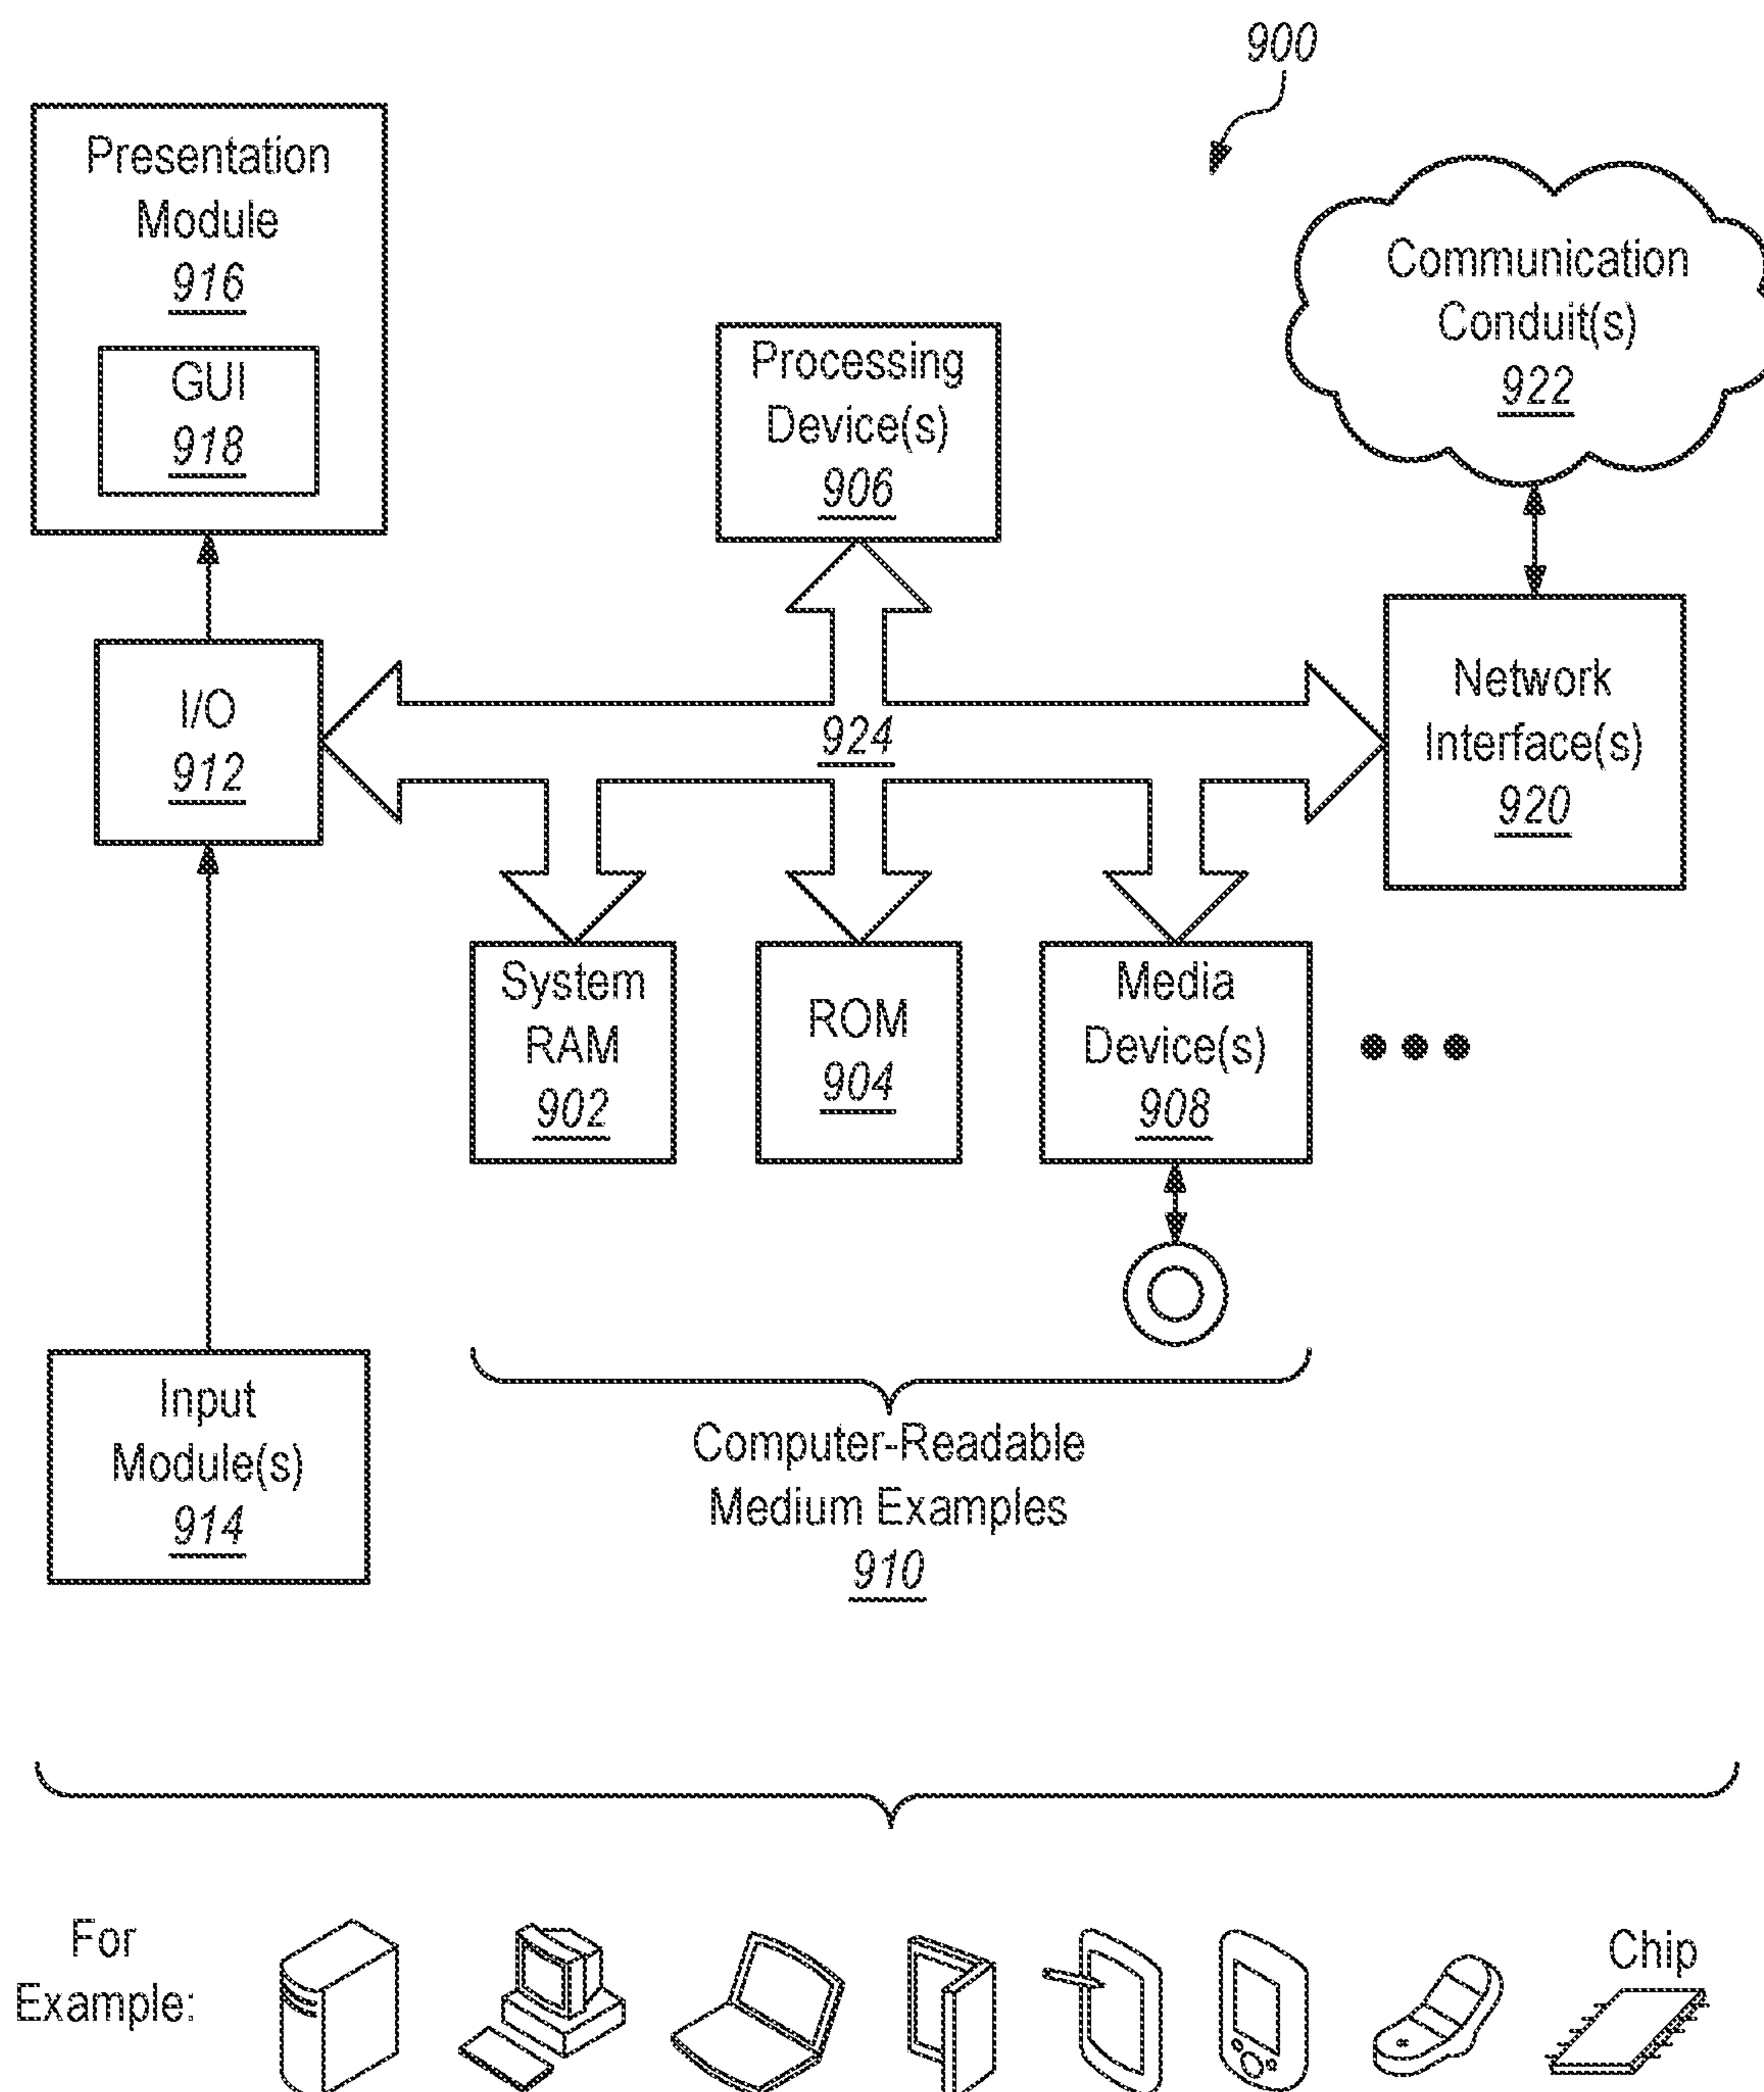 900
Presentation
Module
916
GUI
918
Processing
Device(s)
906
Communication
Conduit(s)
922
I/O
912
924
Network
Interface(s)
920
System
RAM
902
ROM
904
Media
Device(s)
908
Input
Module(s)
914
Computer-Readable
Medium Examples
910
For
Example:
Chip